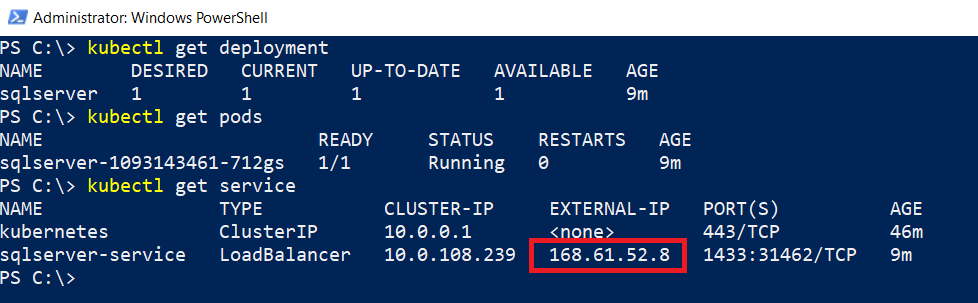 Administrator: Windows PowerShell
PS C:\> kubectl get deployment
NAME DESIRED CURRENT UP-TO-DATE AVAILABLE AGE
sqlserver 1 1 1 1 9m
PS C:\> kubectl get pods
NAME READY STATUS RESTARTS AGE
sqlserver-1093143461-712gs 1/1 Running 0 9m
PS C:\> kubectl get service
NAME TYPE CLUSTER-IP EXTERNAL-IP PORT(S) AGE
kubernetes ClusterIP 10.0.0.1 <none> 443/TCP 46m
sqlserver-service LoadBalancer 10.0.108.239 168.61.52.8 1433:31462/TCP 9m
PS C:\>